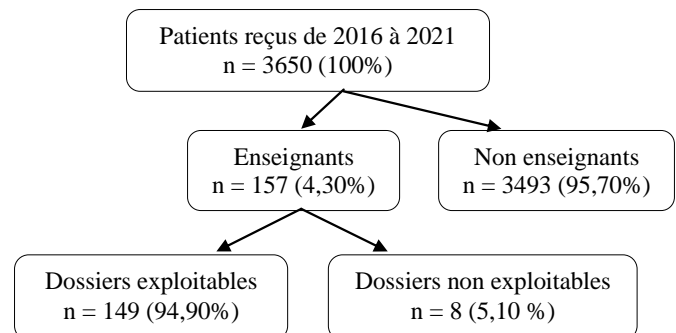 Patients reçus de 2016 à 2021
n = 3650 (100%)
Enseignants
n = 157 (4,30%)
Non enseignants
n = 3493 (95,70%)
Dossiers exploitables
n = 149 (94,90%)
Dossiers non exploitables
n = 8 (5,10 %)